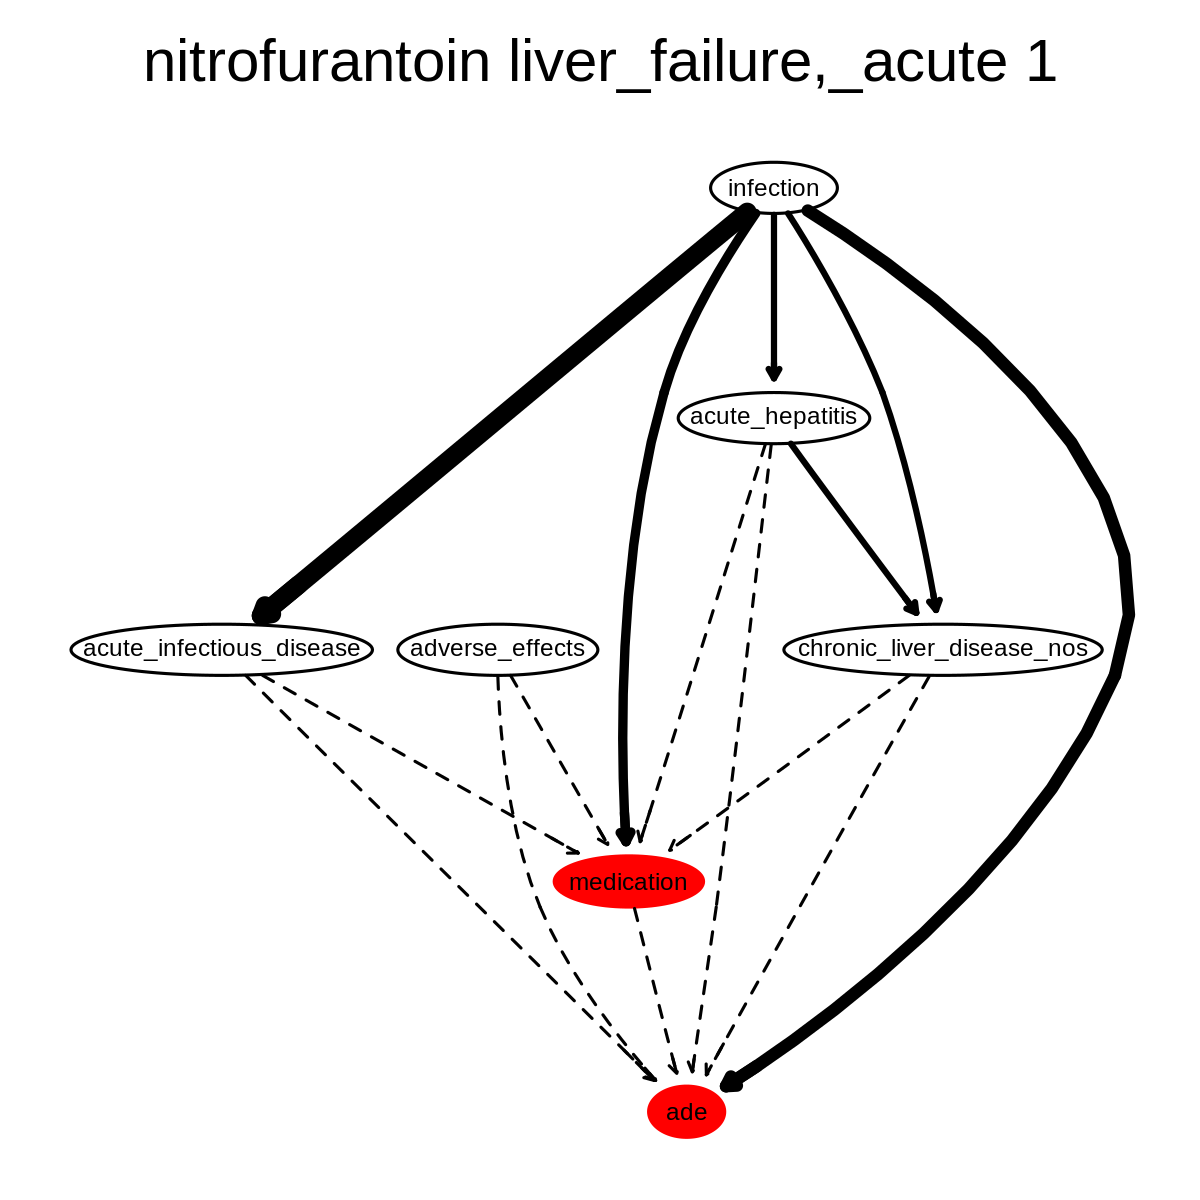 nitrofurantoin liver_failure,_acute 1
infection
acute_hepatitis
acute_infectious_disease
adverse_effects
chronic_liver_disease_nos
medication
ade